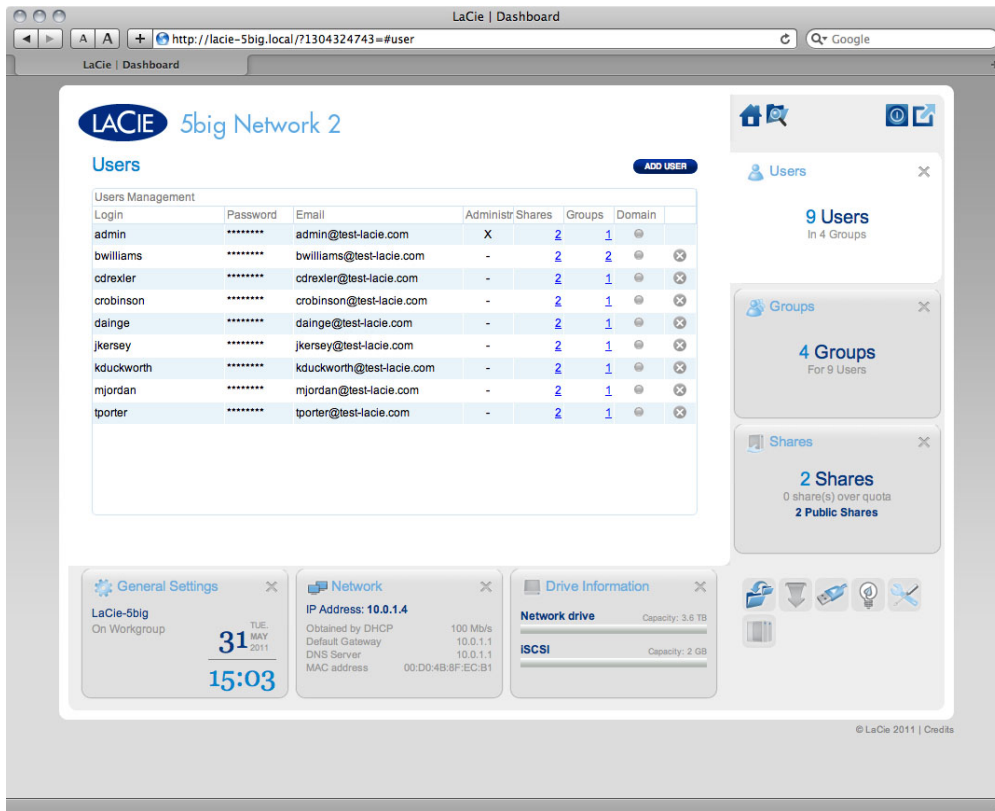 LaCie | Dashboard
A A + http://lacie-5big.local/?1304324743=#user Google
LaCie | Dashboard
LACIE 5big Network 2
Users ADD USER
Users Management
Login Password Email Administr Shares Groups Domain
admin ******** admin@test-lacie.com X 2 1
bwilliams ******** bwilliams@test-lacie.com - 2 2
cdrexler ******** cdrexler@test-lacie.com - 2 1
crobinson ******** crobinson@test-lacie.com - 2 1
dainge ******** dainge@test-lacie.com - 2 1
jkersey ******** jkersey@test-lacie.com - 2 1
kduckworth ******** kduckworth@test-lacie.com - 2 1
mjordan ******** mjordan@test-lacie.com - 2 1
tporter ******** tporter@test-lacie.com - 2 1
Users
9 Users
In 4 Groups
Groups
4 Groups
For 9 Users
Shares
2 Shares
0 share(s) over quota
2 Public Shares
General Settings
LaCie-5big
On Workgroup
31 TUE. MAY 2011
15:03
Network
IP Address: 10.0.1.4
Obtained by DHCP 100 Mb/s
Default Gateway 10.0.1.1
DNS Server 10.0.1.1
MAC address 00:D0:4B:8F:EC:B1
Drive Information
Network drive Capacity: 3.6 TB
iSCSI Capacity: 2 GB
© LaCie 2011 | Credits